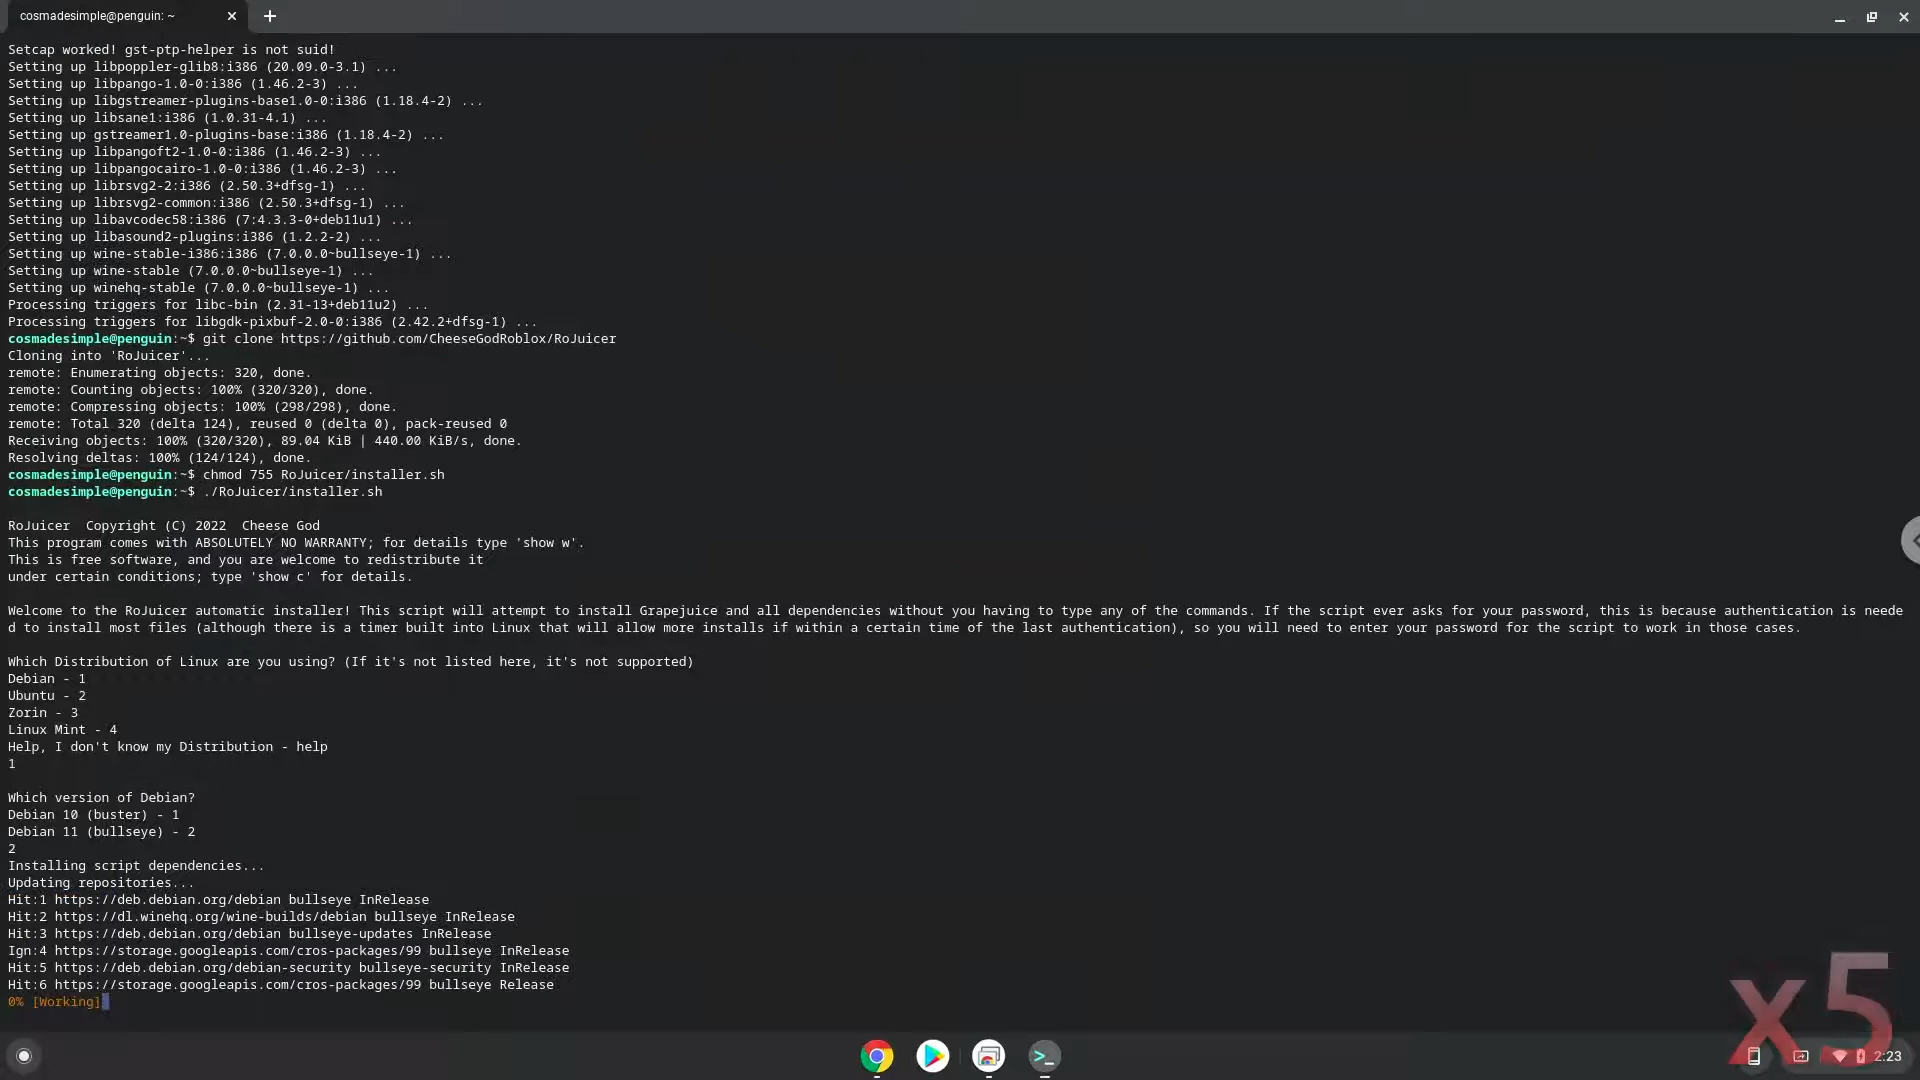 cosmadesimple@penguin: ~
Setcap worked! gst-ptp-helper is not suid!
Setting up libpoppler-glib8:i386 (20.09.0-3.1) ...
Setting up libpango-1.0-0:i386 (1.46.2-3) ...
Setting up libgstreamer-plugins-base1.0-0:i386 (1.18.4-2) ...
Setting up libsane1:i386 (1.0.31-4.1) ...
Setting up gstreamer1.0-plugins-base:i386 (1.18.4-2) ...
Setting up libpangoft2-1.0-0:i386 (1.46.2-3) ...
Setting up libpangocairo-1.0-0:i386 (1.46.2-3) ...
Setting up librsvg2-2:i386 (2.50.3+dfsg-1) ...
Setting up librsvg2-common:i386 (2.50.3+dfsg-1) ...
Setting up libavcodec58:i386 (7:4.3.3-0+deb11u1) ...
Setting up libasound2-plugins:i386 (1.2.2-2) ...
Setting up wine-stable-i386:i386 (7.0.0.0~bullseye-1) ...
Setting up wine-stable (7.0.0.0~bullseye-1) ...
Setting up winehq-stable (7.0.0.0~bullseye-1) ...
Processing triggers for libc-bin (2.31-13+deb11u2) ...
Processing triggers for libgdk-pixbuf-2.0-0:i386 (2.42.2+dfsg-1) ...
cosmadesimple@penguin:~$ git clone https://github.com/CheeseGodRoblox/RoJuicer
Cloning into 'RoJuicer'...
remote: Enumerating objects: 320, done.
remote: Counting objects: 100% (320/320), done.
remote: Compressing objects: 100% (298/298), done.
remote: Total 320 (delta 124), reused 0 (delta 0), pack-reused 0
Receiving objects: 100% (320/320), 89.04 KiB | 440.00 KiB/s, done.
Resolving deltas: 100% (124/124), done.
cosmadesimple@penguin:~$ chmod 755 RoJuicer/installer.sh
cosmadesimple@penguin:~$ ./RoJuicer/installer.sh
RoJuicer  Copyright (C) 2022  Cheese God
This program comes with ABSOLUTELY NO WARRANTY; for details type 'show w'.
This is free software, and you are welcome to redistribute it
under certain conditions; type 'show c' for details.
Welcome to the RoJuicer automatic installer! This script will attempt to install Grapejuice and all dependencies without you having to type any of the commands. If the script ever asks for your password, this is because authentication is neede
d to install most files (although there is a timer built into Linux that will allow more installs if within a certain time of the last authentication), so you will need to enter your password for the script to work in those cases.
Which Distribution of Linux are you using? (If it's not listed here, it's not supported)
Debian - 1
Ubuntu - 2
Zorin - 3
Linux Mint - 4
Help, I don't know my Distribution - help
1
Which version of Debian?
Debian 10 (buster) - 1
Debian 11 (bullseye) - 2
2
Installing script dependencies...
Updating repositories...
Hit:1 https://deb.debian.org/debian bullseye InRelease
Hit:2 https://dl.winehq.org/wine-builds/debian bullseye InRelease
Hit:3 https://deb.debian.org/debian bullseye-updates InRelease
Ign:4 https://storage.googleapis.com/cros-packages/99 bullseye InRelease
Hit:5 https://deb.debian.org/debian-security bullseye-security InRelease
Hit:6 https://storage.googleapis.com/cros-packages/99 bullseye Release
0% [Working]
x5
2:23